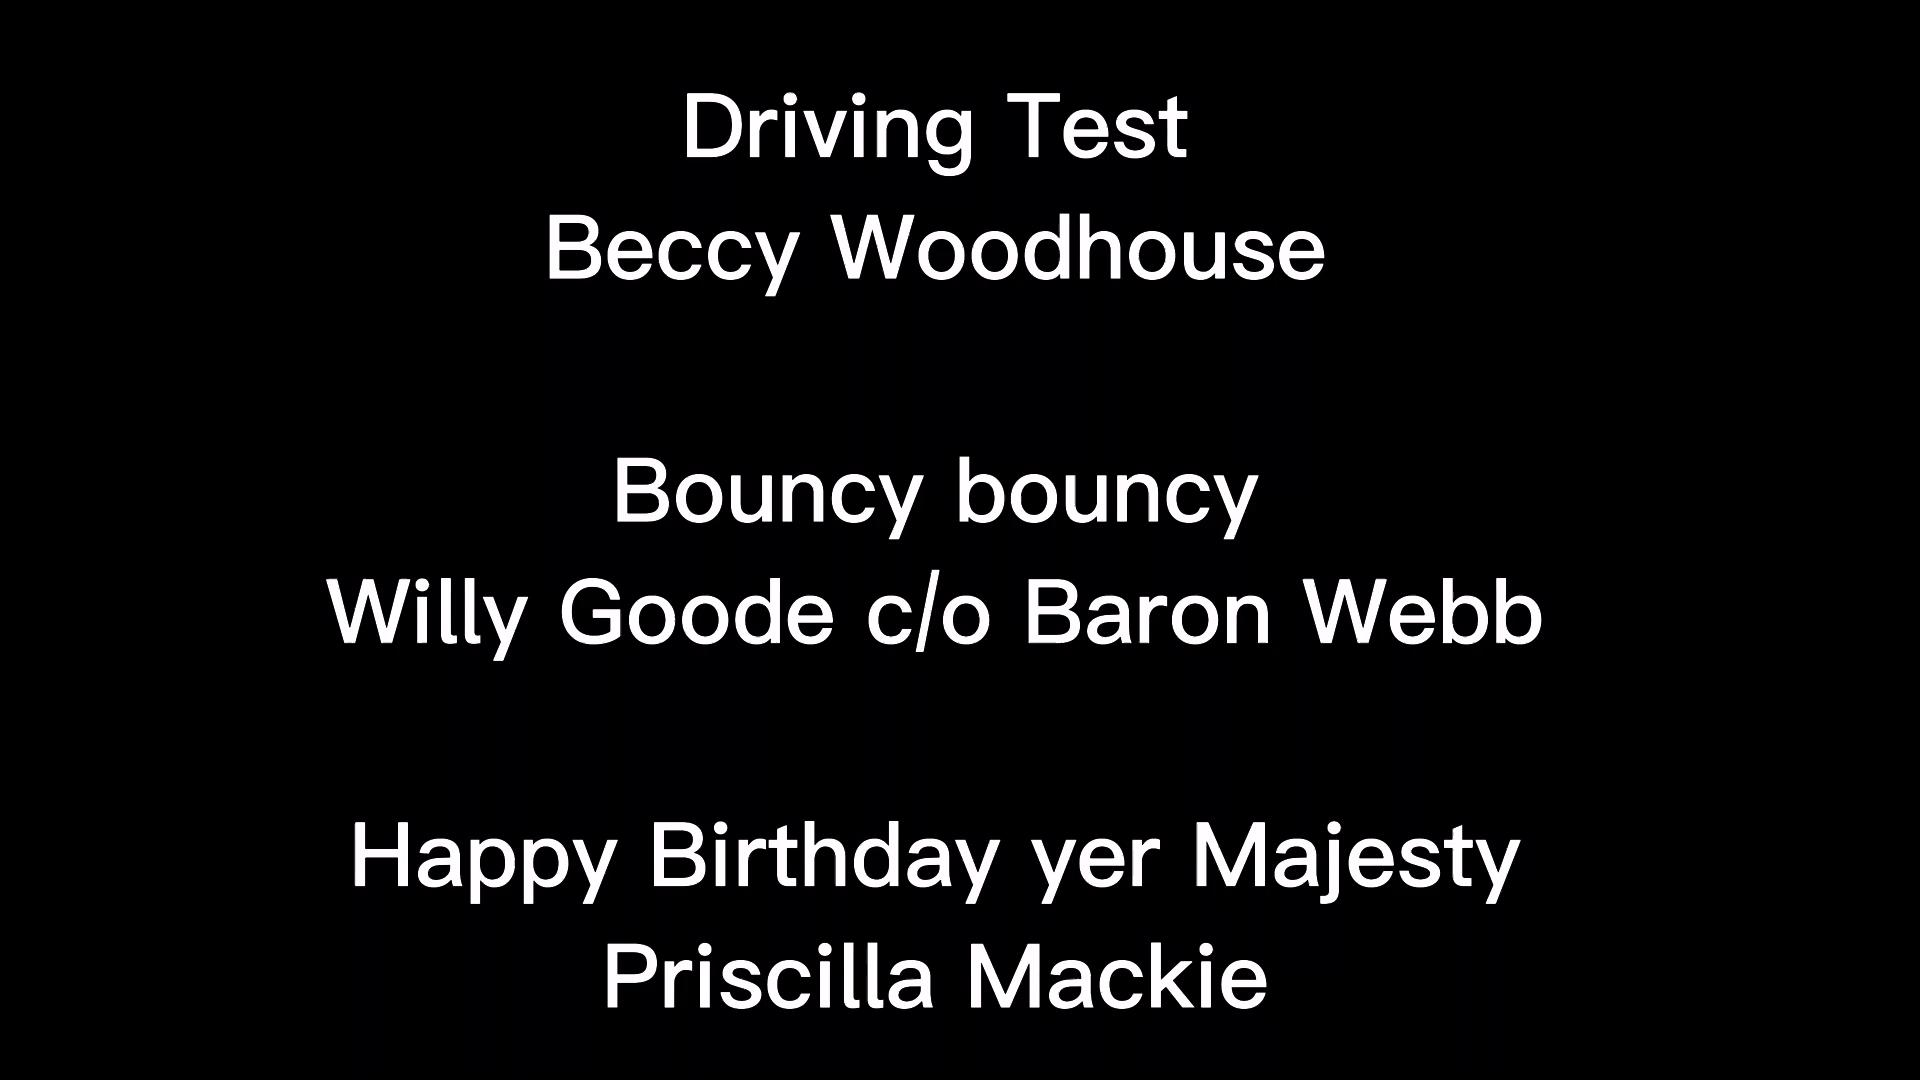 Driving Test
Beccy Woodhouse
Bouncy bouncy
Willy Goode c/o Baron Webb
Happy Birthday yer Majesty
Priscilla Mackie